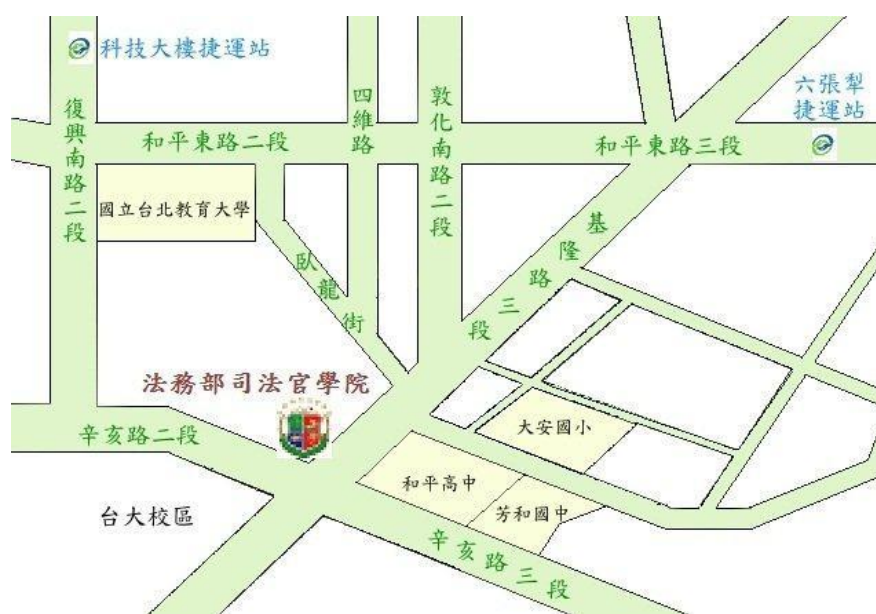 科技大樓捷運站
六張犁
捷運站
復興南路二段
四維路
敦化南路二段
和平東路二段
和平東路三段
國立台北教育大學
基隆路三段
臥龍街
法務部司法官學院
辛亥路二段
大安國小
和平高中
芳和國中
台大校區
辛亥路三段